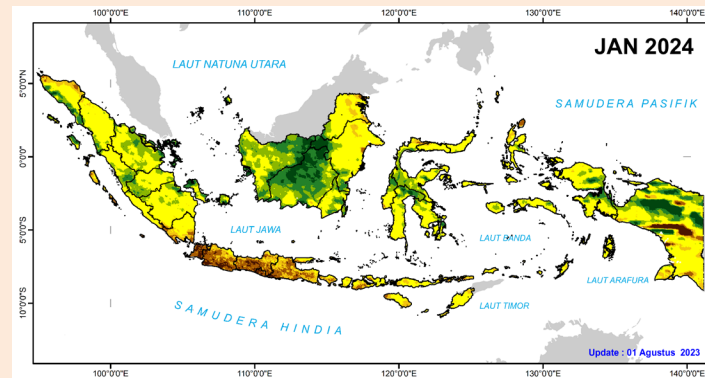 100°0'0"E 110°0'0"E 120°0'0"E 130°0'0"E 140°0'0"E
JAN 2024
LAUT NATUNA UTARA
5°0'0"N
SAMUDERA PASIFIK
0°0'0"
LAUT JAWA
LAUT BANDA
5°0'0"S
LAUT ARAFURA
10°0'0"S
SAMUDERA HINDIA
LAUT TIMOR
Update : 01 Agustus 2023
100°0'0"E 110°0'0"E 120°0'0"E 130°0'0"E 140°0'0"E